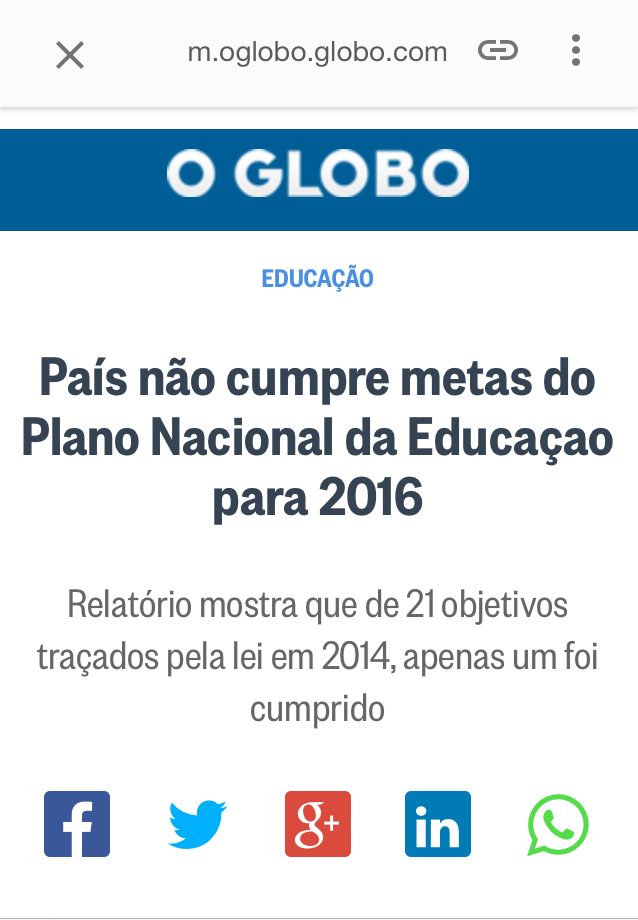 m.oglobo.globo.com
O GLOBO
EDUCAÇÃO
País não cumpre metas do
Plano Nacional da Educaçao
para 2016
Relatório mostra que de 21 objetivos
traçados pela lei em 2014, apenas um foi
cumprido
f g+ in